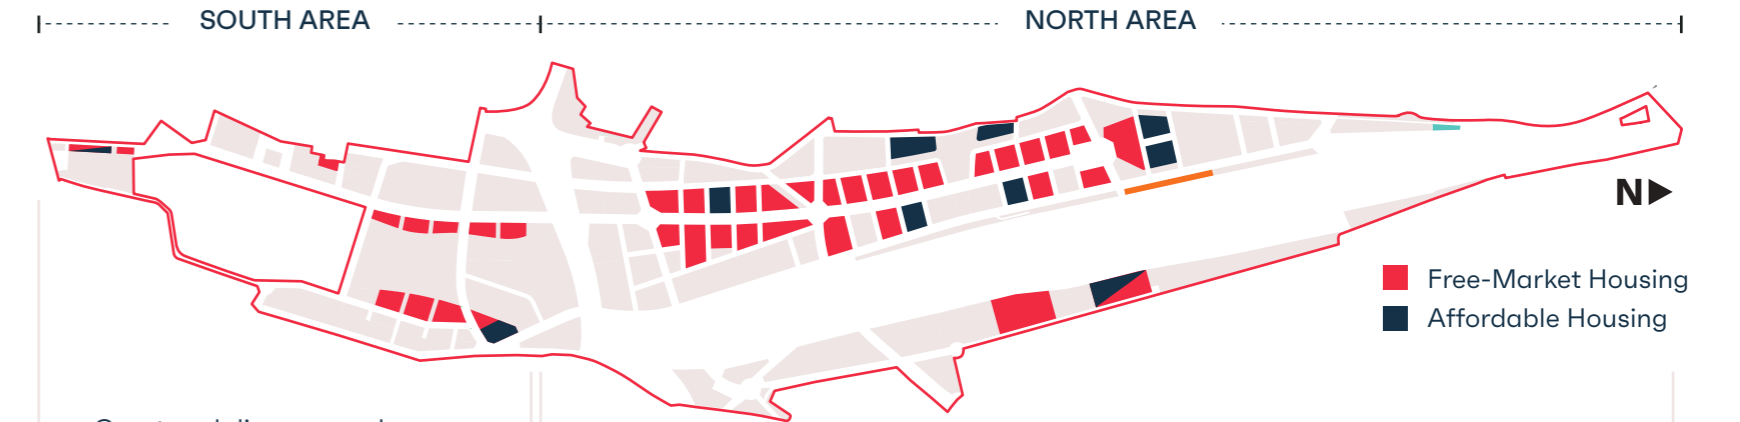 SOUTH AREA
NORTH AREA
N
Free-Market Housing
Affordable Housing